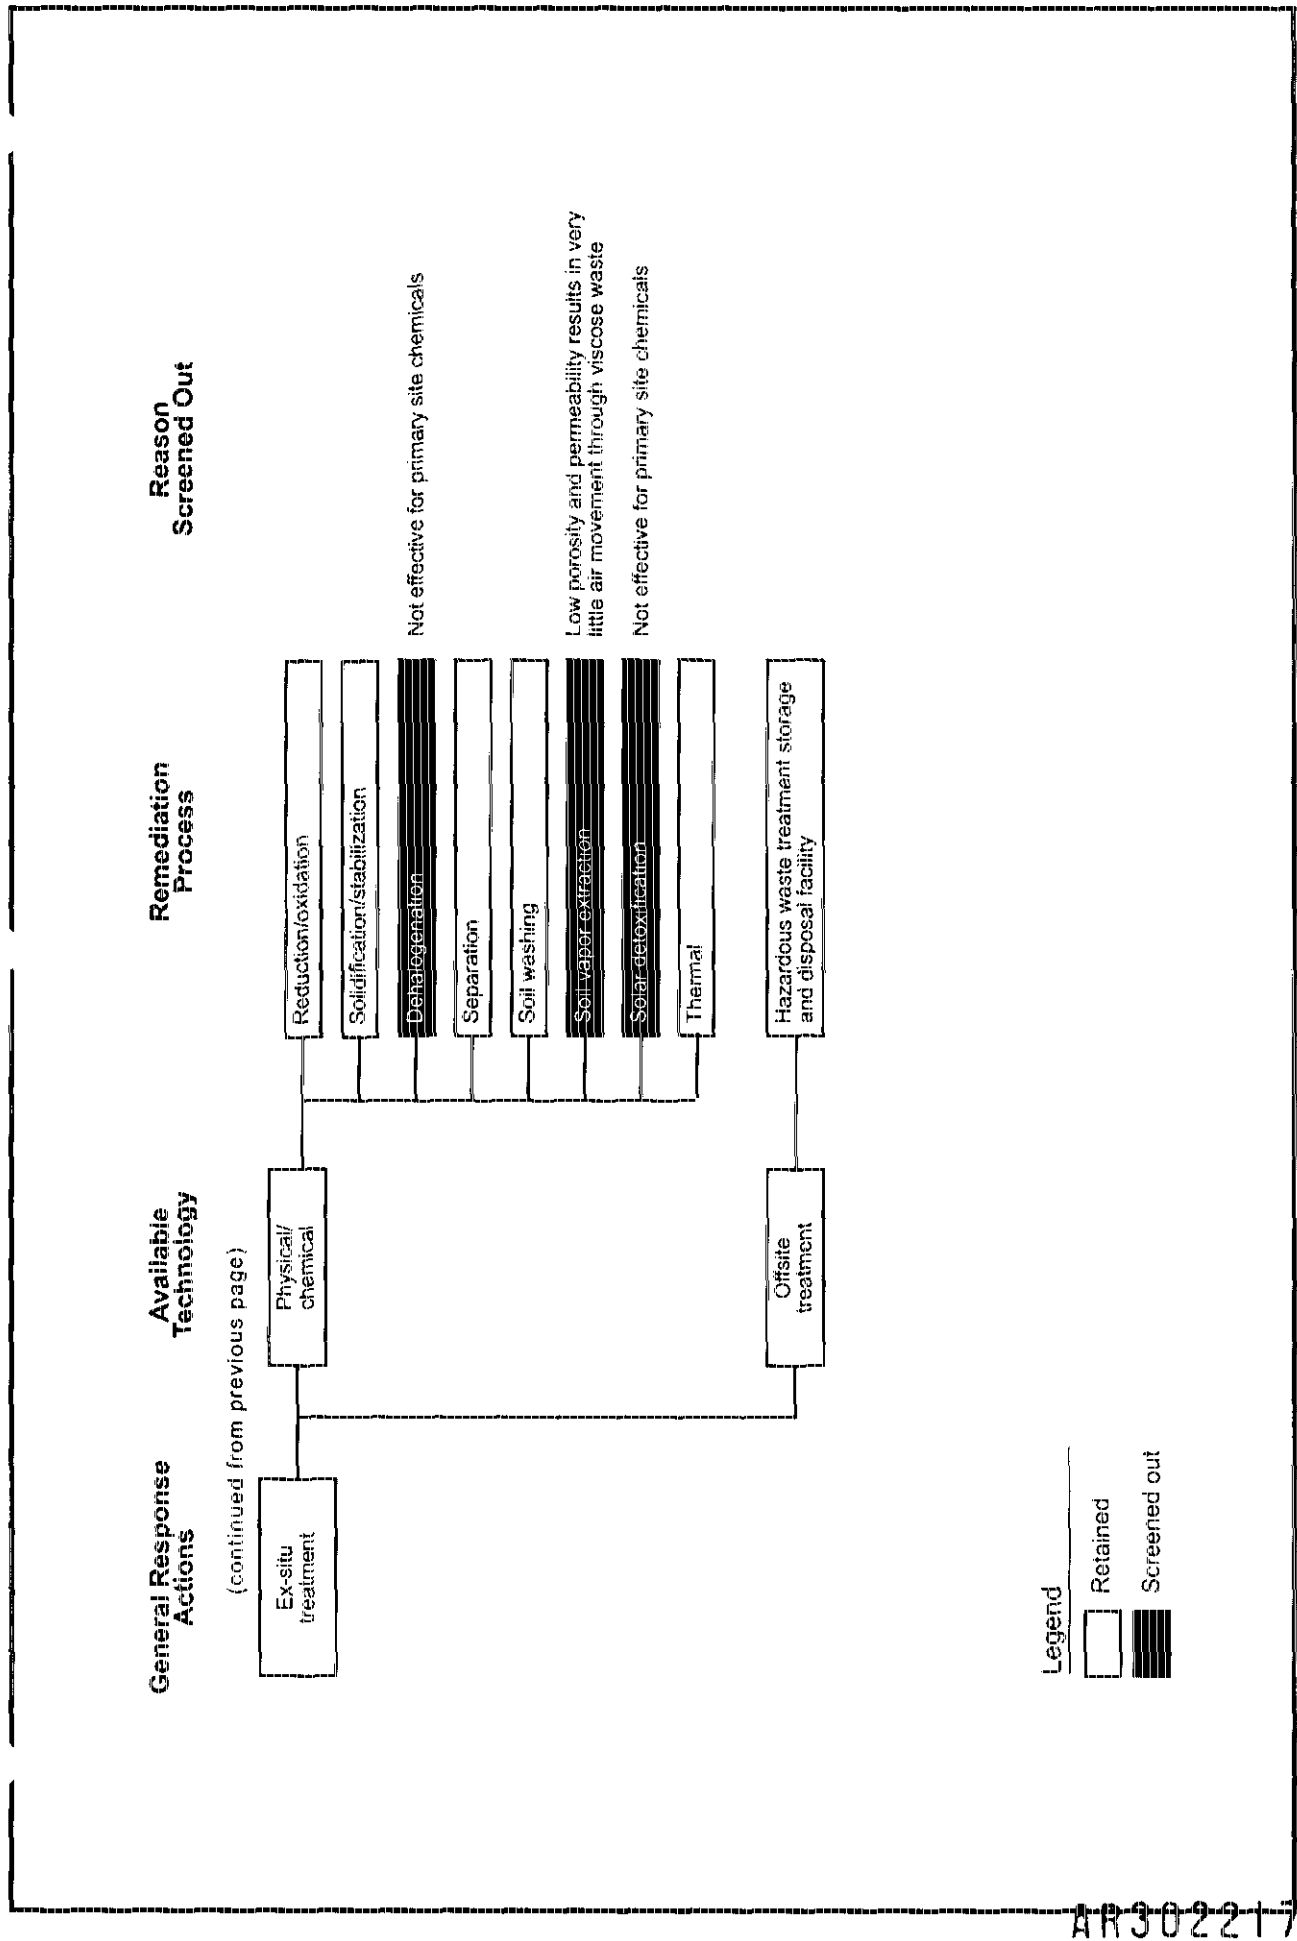 General Response
Actions
Available
Technology
Remediation
Process
Reason
Screened Out
(continued from previous page)
Ex-situ
treatment
Physical/
chemical
Reduction/oxidation
Solidification/stabilization
Dehalogenation
Not effective for primary site chemicals
Separation
Soil washing
Soil vapor extraction
Low porosity and permeability results in very
little air movement through viscose waste
Solar detoxification
Not effective for primary site chemicals
Thermal
Offsite
treatment
Hazardous waste treatment storage
and disposal facility
Legend
Retained
Screened out
AR302217